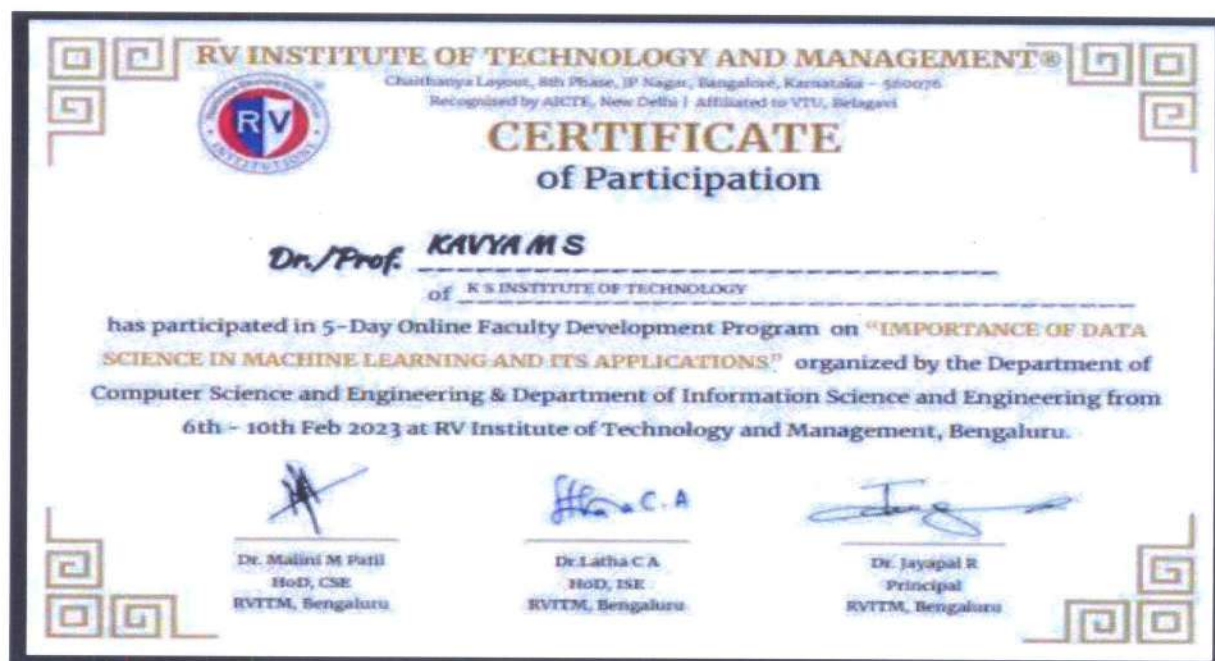 RV INSTITUTE OF TECHNOLOGY AND MANAGEMENT®
Chaithanya Layout, 8th Phase, JP Nagar, Bangalore, Karnataka - 560076
Recognised by AICTE, New Delhi | Affiliated to VTU, Belagavi
RV
INSTITUTIONS
CERTIFICATE
of Participation
Dr./Prof. KAVYA M S
of K S INSTITUTE OF TECHNOLOGY
has participated in 5-Day Online Faculty Development Program on "IMPORTANCE OF DATA
SCIENCE IN MACHINE LEARNING AND ITS APPLICATIONS" organized by the Department of
Computer Science and Engineering & Department of Information Science and Engineering from
6th - 10th Feb 2023 at RV Institute of Technology and Management, Bengaluru.
C.A
Dr. Malini M Patil
HoD, CSE
RVITM, Bengaluru
Dr.Latha C A
HoD, ISE
RVITM, Bengaluru
Dr. Jayapal R
Principal
RVITM, Bengaluru